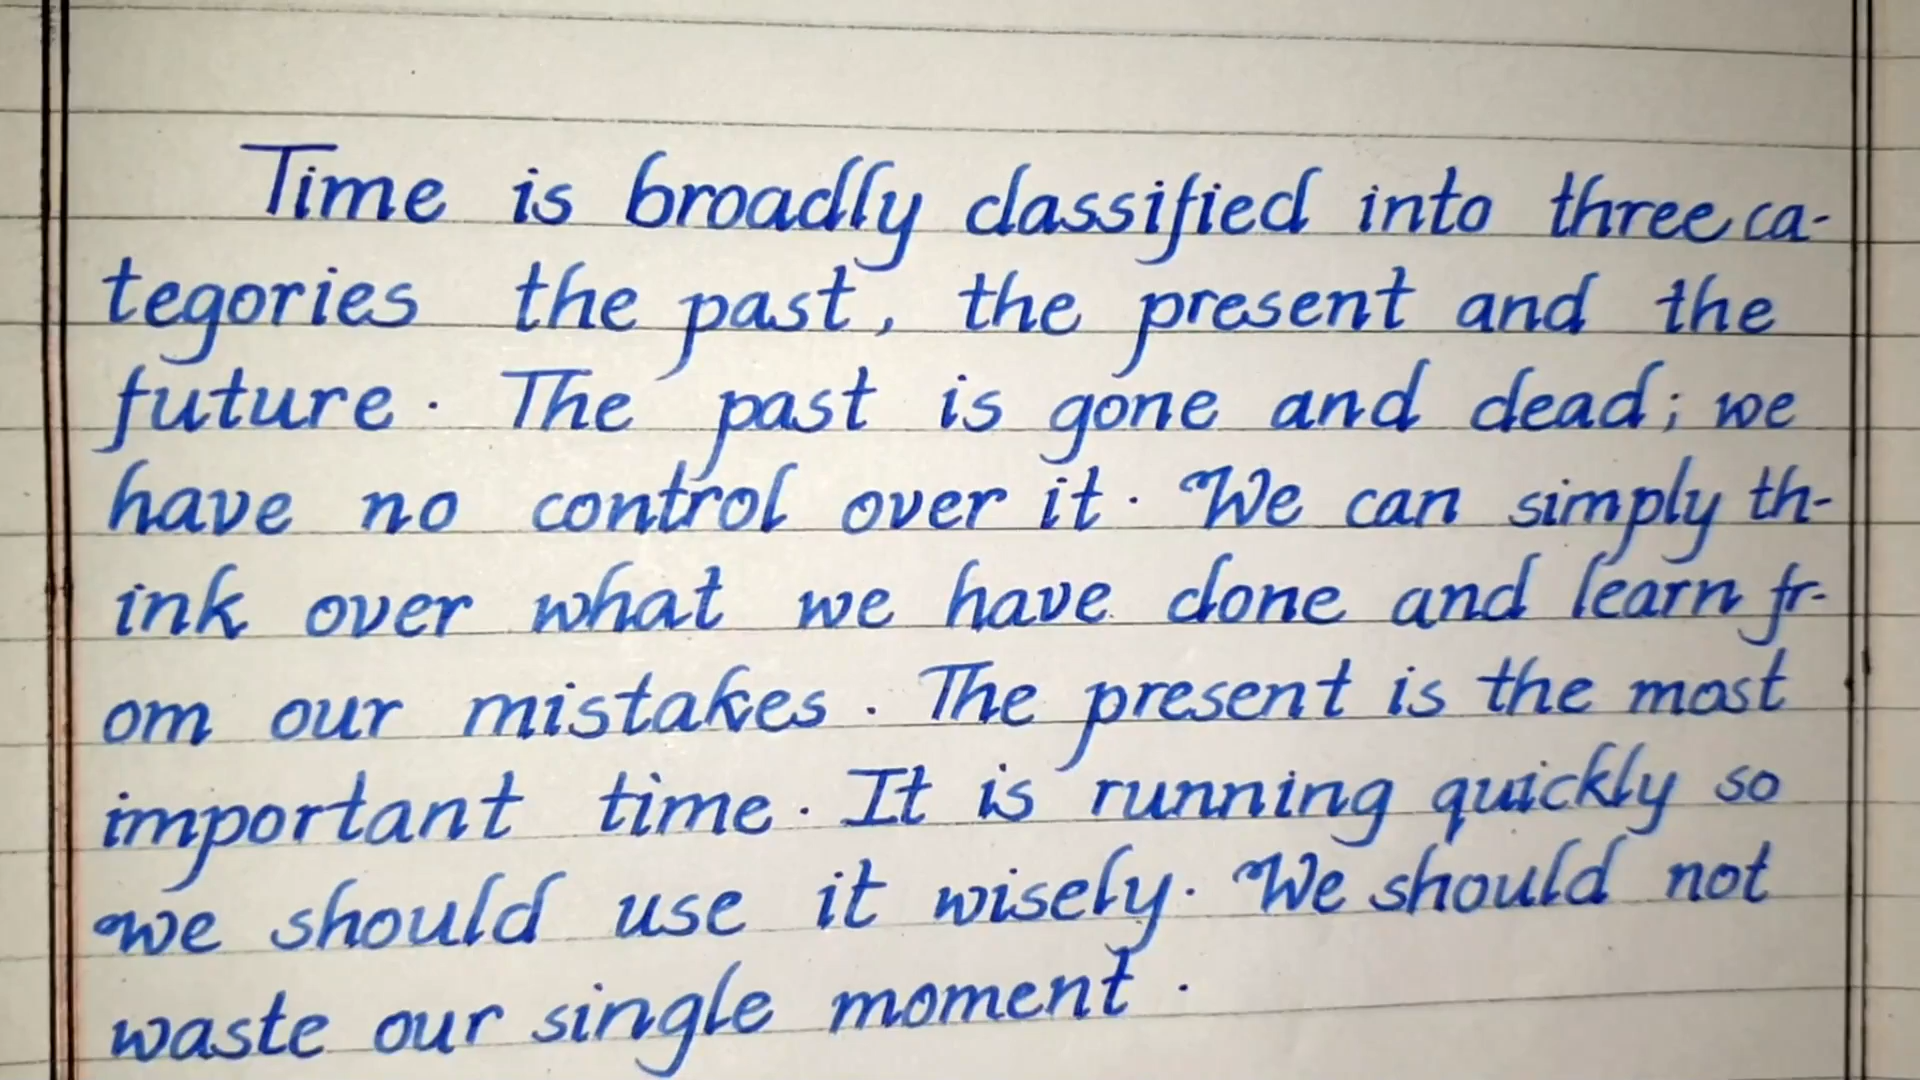 Time is broadly classified into three ca-
tegories the past, the present and the
future. The past is gone and dead; we
have no control over it. We can simply th-
ink over what we have done and learn fr-
om our mistakes. The present is the most
important time. It is running quickly so
we should use it wisely. We should not
waste our single moment.